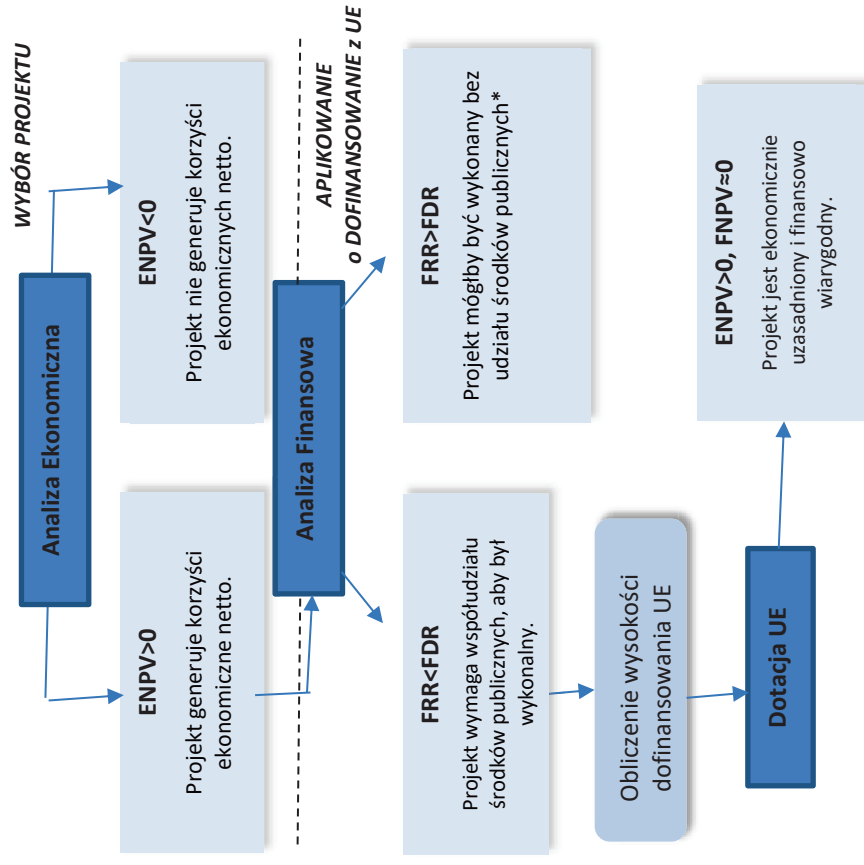 WYBÓR PROJEKTU
Analiza Ekonomiczna
ENPV>0
Projekt generuje korzyści
ekonomiczne netto.
ENPV<0
Projekt nie generuje korzyści
ekonomicznych netto.
APLIKOWANIE
o DOFINANSOWANIE z UE
Analiza Finansowa
FRR<FDR
Projekt wymaga współudziału
środków publicznych, aby był
wykonalny.
FRR>FDR
Projekt mógłby być wykonany bez
udziału środków publicznych*
Obliczenie wysokości
dofinansowania UE
Dotacja UE
ENPV>0, FNPV≈0
Projekt jest ekonomicznie
uzasadniony i finansowo
wiarygodny.